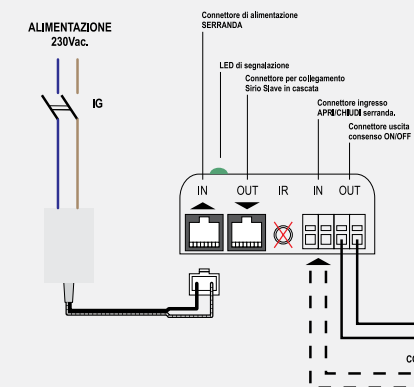 ALIMENTAZIONE
230Vac.
IG
Connettore di alimentazione
SERRANDA
LED di segnalazione
Connettore per collegamento
Sirio Slave in cascata
Connettore ingresso
APRI/CHIUDI serranda.
Connettore uscita
consenso ON/OFF
IN OUT IR IN OUT
CO